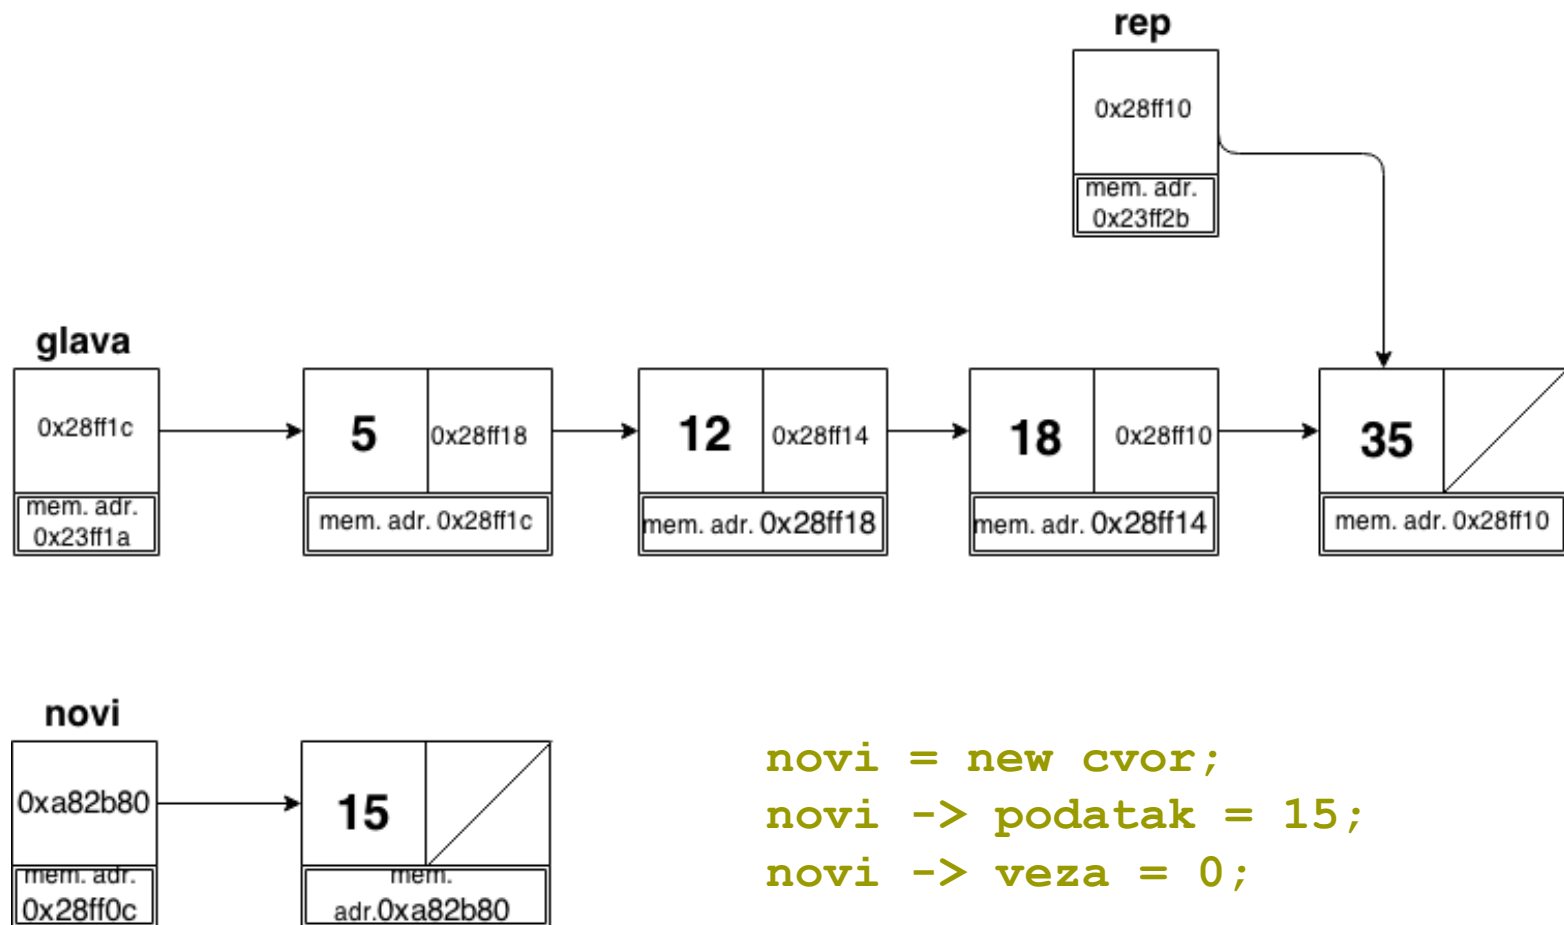 rep
0x28ff10
mem. adr.
0x23ff2b
glava
0x28ff1c
mem. adr.
0x23ff1a
5
0x28ff18
mem. adr. 0x28ff1c
12
0x28ff14
mem. adr. 0x28ff18
18
0x28ff10
mem. adr. 0x28ff14
35
mem. adr. 0x28ff10
novi
0xa82b80
mem. adr.
0x28ff0c
15
mem.
adr.0xa82b80
novi = new cvor;
novi -> podatak = 15;
novi -> veza = 0;